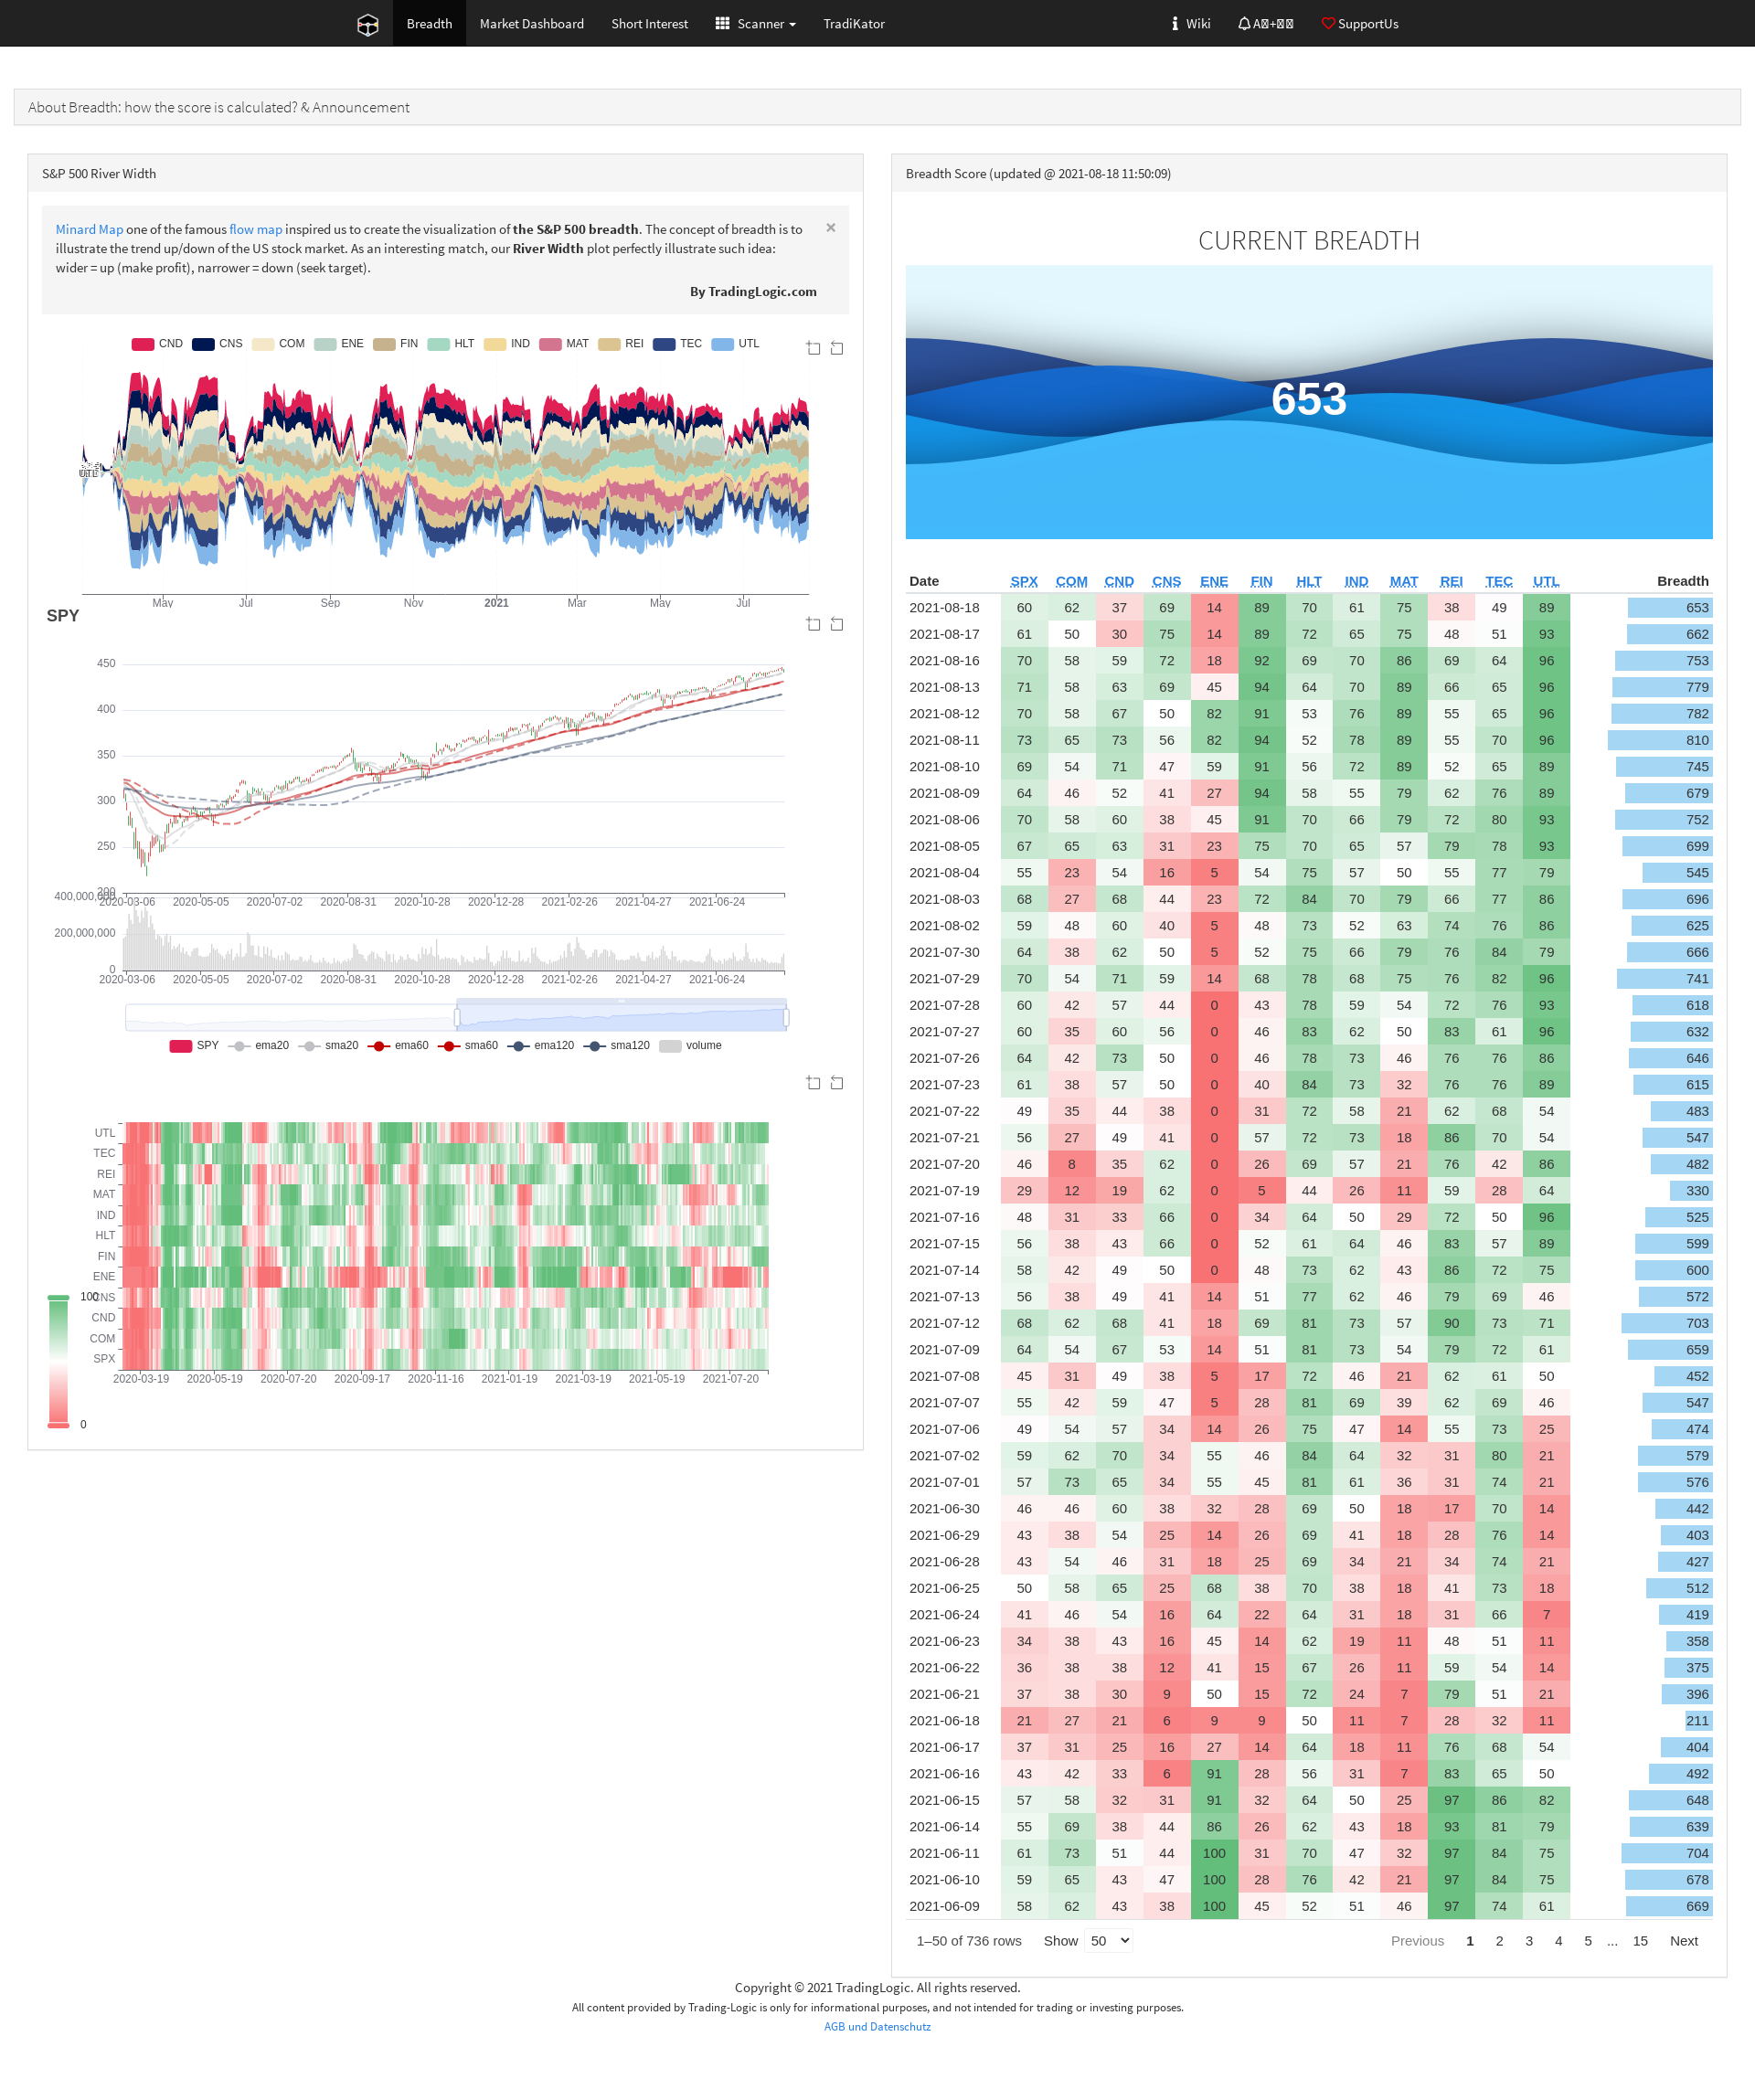 Breadth Market Dashboard Short Interest Scanner TradiKator Wiki SupportUs
About Breadth: how the score is calculated? & Announcement
S&P 500 River Width
Minard Map one of the famous flow map inspired us to create the visualization of the S&P 500 breadth. The concept of breadth is to
illustrate the trend up/down of the US stock market. As an interesting match, our River Width plot perfectly illustrate such idea:
wider = up (make profit), narrower = down (seek target).
×
By TradingLogic.com
CND CNS COM ENE FIN HLT IND MAT REI TEC UTL
UTL
May Jul Sep Nov 2021 Mar May Jul
SPY
450
400
350
300
250
200
2020-03-06 2020-05-05 2020-07-02 2020-08-31 2020-10-28 2020-12-28 2021-02-26 2021-04-27 2021-06-24
400,000,000
200,000,000
0
2020-03-06 2020-05-05 2020-07-02 2020-08-31 2020-10-28 2020-12-28 2021-02-26 2021-04-27 2021-06-24
SPY ema20 sma20 ema60 sma60 ema120 sma120 volume
UTL
TEC
REI
MAT
IND
HLT
FIN
ENE
CNS
CND
COM
SPX
2020-03-19 2020-05-19 2020-07-20 2020-09-17 2020-11-16 2021-01-19 2021-03-19 2021-05-19 2021-07-20
100
0
Breadth Score (updated @ 2021-08-18 11:50:09)
CURRENT BREADTH
653
Date SPX COM CND CNS ENE FIN HLT IND MAT REI TEC UTL Breadth
2021-08-18 60 62 37 69 14 89 70 61 75 38 49 89 653
2021-08-17 61 50 30 75 14 89 72 65 75 48 51 93 662
2021-08-16 70 58 59 72 18 92 69 70 86 69 64 96 753
2021-08-13 71 58 63 69 45 94 64 70 89 66 65 96 779
2021-08-12 70 58 67 50 82 91 53 76 89 55 65 96 782
2021-08-11 73 65 73 56 82 94 52 78 89 55 70 96 810
2021-08-10 69 54 71 47 59 91 56 72 89 52 65 89 745
2021-08-09 64 46 52 41 27 94 58 55 79 62 76 89 679
2021-08-06 70 58 60 38 45 91 70 66 79 72 80 93 752
2021-08-05 67 65 63 31 23 75 70 65 57 79 78 93 699
2021-08-04 55 23 54 16 5 54 75 57 50 55 77 79 545
2021-08-03 68 27 68 44 23 72 84 70 79 66 77 86 696
2021-08-02 59 48 60 40 5 48 73 52 63 74 76 86 625
2021-07-30 64 38 62 50 5 52 75 66 79 76 84 79 666
2021-07-29 70 54 71 59 14 68 78 68 75 76 82 96 741
2021-07-28 60 42 57 44 0 43 78 59 54 72 76 93 618
2021-07-27 60 35 60 56 0 46 83 62 50 83 61 96 632
2021-07-26 64 42 73 50 0 46 78 73 46 76 76 86 646
2021-07-23 61 38 57 50 0 40 84 73 32 76 76 89 615
2021-07-22 49 35 44 38 0 31 72 58 21 62 68 54 483
2021-07-21 56 27 49 41 0 57 72 73 18 86 70 54 547
2021-07-20 46 8 35 62 0 26 69 57 21 76 42 86 482
2021-07-19 29 12 19 62 0 5 44 26 11 59 28 64 330
2021-07-16 48 31 33 66 0 34 64 50 29 72 50 96 525
2021-07-15 56 38 43 66 0 52 61 64 46 83 57 89 599
2021-07-14 58 42 49 50 0 48 73 62 43 86 72 75 600
2021-07-13 56 38 49 41 14 51 77 62 46 79 69 46 572
2021-07-12 68 62 68 41 18 69 81 73 57 90 73 71 703
2021-07-09 64 54 67 53 14 51 81 73 54 79 72 61 659
2021-07-08 45 31 49 38 5 17 72 46 21 62 61 50 452
2021-07-07 55 42 59 47 5 28 81 69 39 62 69 46 547
2021-07-06 49 54 57 34 14 26 75 47 14 55 73 25 474
2021-07-02 59 62 70 34 55 46 84 64 32 31 80 21 579
2021-07-01 57 73 65 34 55 45 81 61 36 31 74 21 576
2021-06-30 46 46 60 38 32 28 69 50 18 17 70 14 442
2021-06-29 43 38 54 25 14 26 69 41 18 28 76 14 403
2021-06-28 43 54 46 31 18 25 69 34 21 34 74 21 427
2021-06-25 50 58 65 25 68 38 70 38 18 41 73 18 512
2021-06-24 41 46 54 16 64 22 64 31 18 31 66 7 419
2021-06-23 34 38 43 16 45 14 62 19 11 48 51 11 358
2021-06-22 36 38 38 12 41 15 67 26 11 59 54 14 375
2021-06-21 37 38 30 9 50 15 72 24 7 79 51 21 396
2021-06-18 21 27 21 6 9 9 50 11 7 28 32 11 211
2021-06-17 37 31 25 16 27 14 64 18 11 76 68 54 404
2021-06-16 43 42 33 6 91 28 56 31 7 83 65 50 492
2021-06-15 57 58 32 31 91 32 64 50 25 97 86 82 648
2021-06-14 55 69 38 44 86 26 62 43 18 93 81 79 639
2021-06-11 61 73 51 44 100 31 70 47 32 97 84 75 704
2021-06-10 59 65 43 47 100 28 76 42 21 97 84 75 678
2021-06-09 58 62 43 38 100 45 52 51 46 97 74 61 669
1–50 of 736 rows Show 50 Previous 1 2 3 4 5 ... 15 Next
Copyright © 2021 TradingLogic. All rights reserved.
All content provided by Trading-Logic is only for informational purposes, and not intended for trading or investing purposes.
AGB und Datenschutz